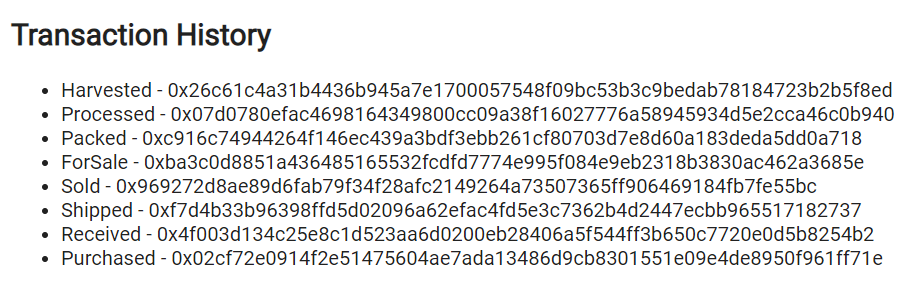 Transaction History
• Harvested - 0x26c61c4a31b4436b945a7e1700057548f09bc53b3c9bedab78184723b2b5f8ed
• Processed - 0x07d0780efac4698164349800cc09a38f16027776a58945934d5e2cca46c0b940
• Packed - 0xc916c74944264f146ec439a3bdf3ebb261cf80703d7e8d60a183deda5dd0a718
• ForSale - 0xba3c0d8851a436485165532fcdfd7774e995f084e9eb2318b3830ac462a3685e
• Sold - 0x969272d8ae89d6fab79f34f28afc2149264a73507365ff906469184fb7fe55bc
• Shipped - 0xf7d4b33b96398ffd5d02096a62efac4fd5e3c7362b4d2447ecbb965517182737
• Received - 0x4f003d134c25e8c1d523aa6d0200eb28406a5f544ff3b650c7720e0d5b8254b2
• Purchased - 0x02cf72e0914f2e51475604ae7ada13486d9cb8301551e09e4de8950f961ff71e